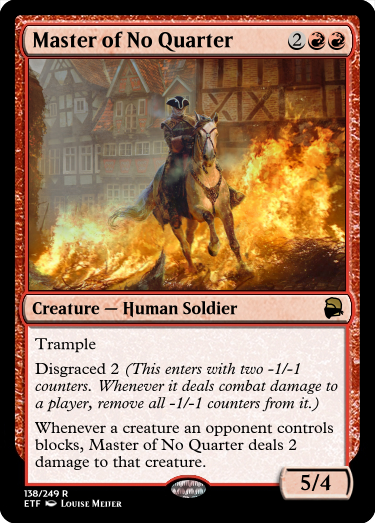 Master of No Quarter 2
Creature — Human Soldier
Trample
Disgraced 2 (This enters with two -1/-1
counters. Whenever it deals combat damage to
a player, remove all -1/-1 counters from it.)
Whenever a creature an opponent controls
blocks, Master of No Quarter deals 2
damage to that creature.
5/4
138/249 R
ETF Louise Meijer